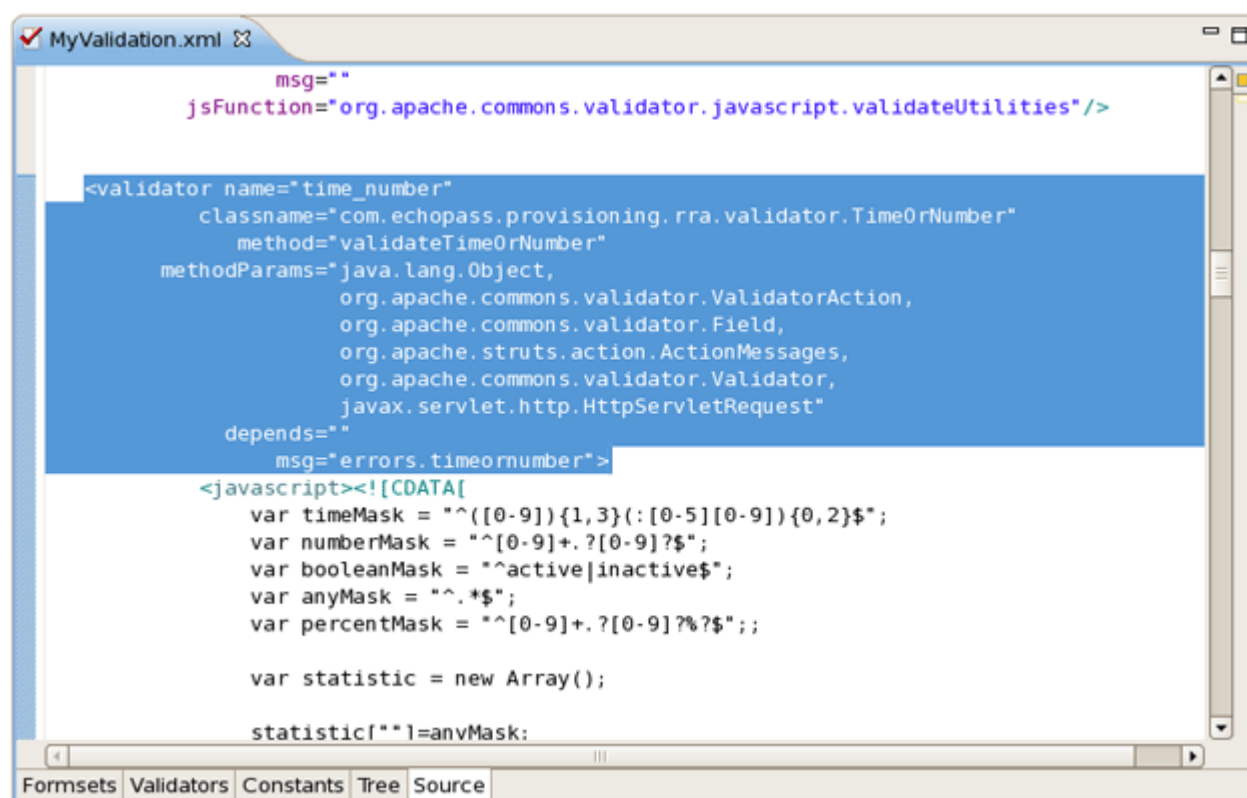 MyValidation.xml
msg=""
jsFunction="org.apache.commons.validator.javascript.validateUtilities"/>
<validator name="time_number"
classname="com.echopass.provisioning.rra.validator.TimeOrNumber"
method="validateTimeOrNumber"
methodParams="java.lang.Object,
org.apache.commons.validator.ValidatorAction,
org.apache.commons.validator.Field,
org.apache.struts.action.ActionMessages,
org.apache.commons.validator.Validator,
javax.servlet.http.HttpServletRequest"
depends=""
msg="errors.timeornumber">
<javascript><![CDATA[
var timeMask = "^([0-9]){1,3}(:[0-5][0-9]){0,2}$";
var numberMask = "^[0-9]+.?[0-9]?$";
var booleanMask = "^active|inactive$";
var anyMask = "^.*$";
var percentMask = "^[0-9]+.?[0-9]?%?$";;
var statistic = new Array();
statistic[""]=anyMask;
Formsets Validators Constants Tree Source